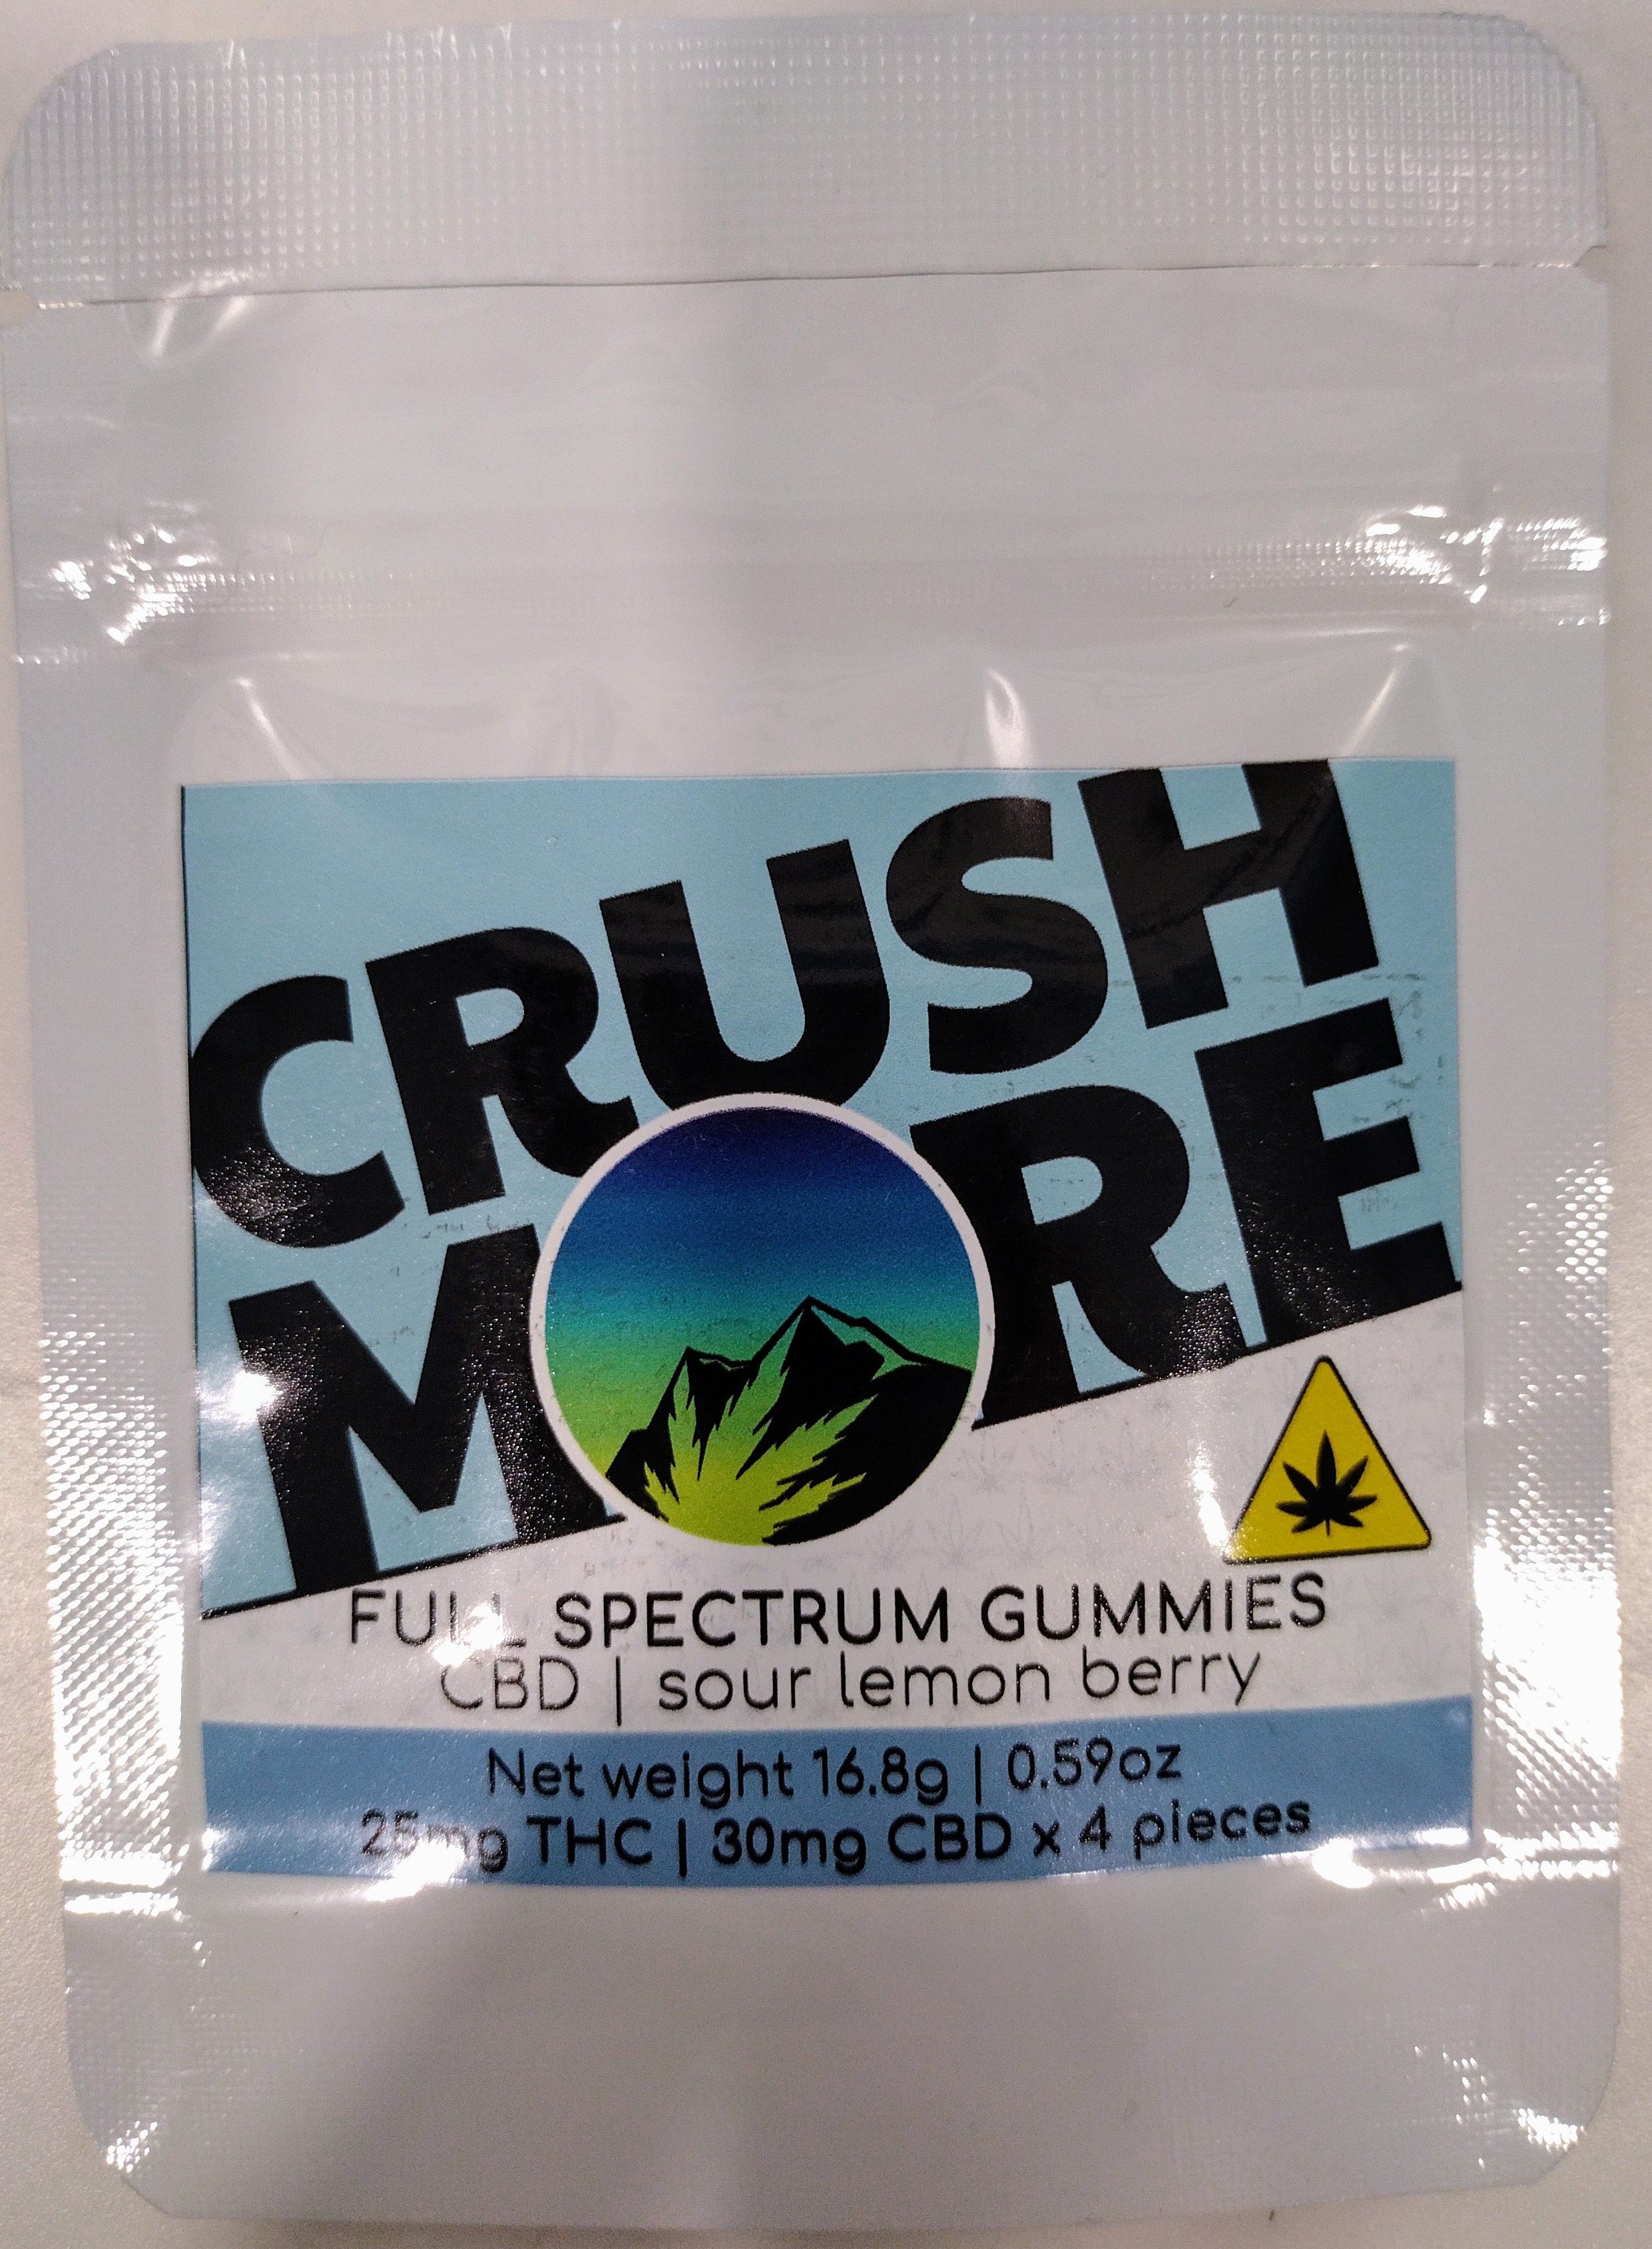 CRUSH
MORE
FULL SPECTRUM GUMMIES
CBD | sour lemon berry
Net weight 16.8g | 0.59oz
25mg THC | 30mg CBD x 4 pieces